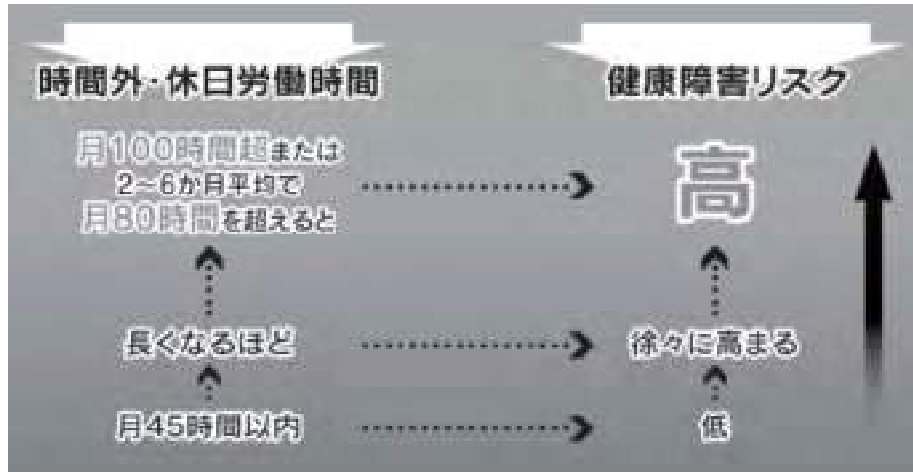 時間外・休日労働時間
健康障害リスク
月100時間超または
2~6か月平均で
月80時間を超えると
高
長くなるほど
徐々に高まる
月45時間以内
低